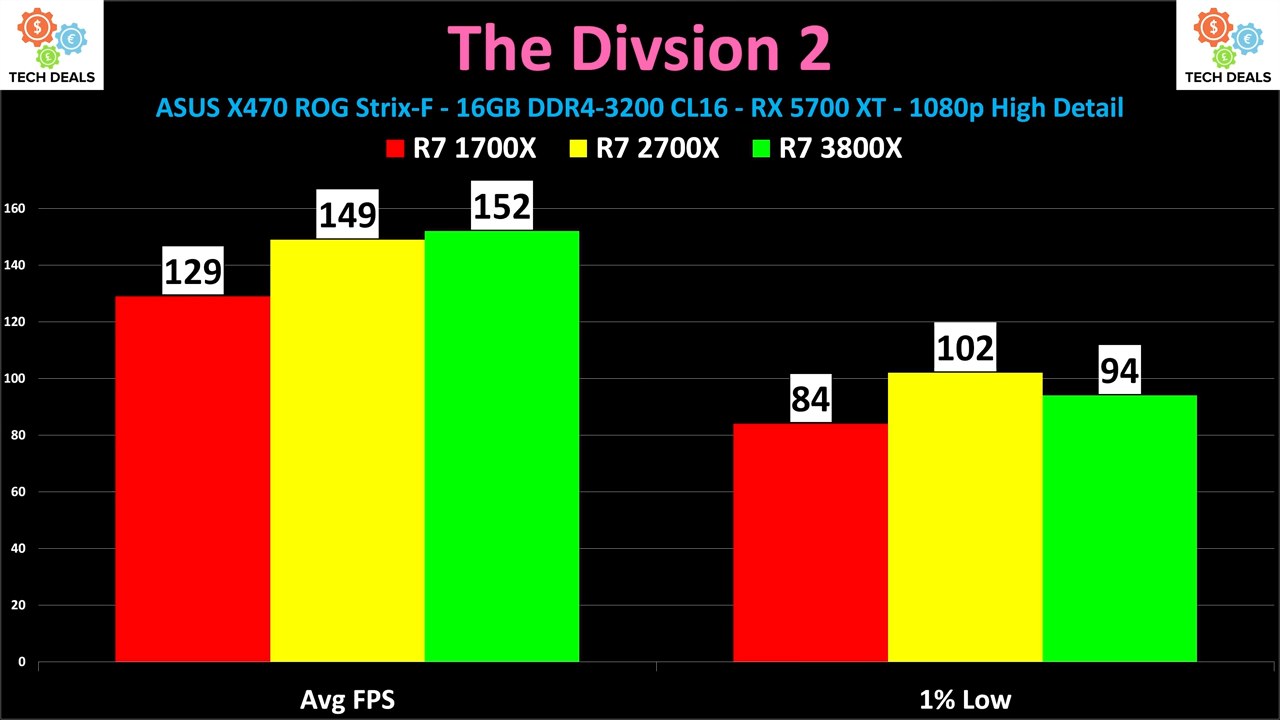 The Divsion 2
TECH DEALS
TECH DEALS
ASUS X470 ROG Strix-F - 16GB DDR4-3200 CL16 - RX 5700 XT - 1080p High Detail
R7 1700X R7 2700X R7 3800X
160
140
120
100
80
60
40
20
0
129
149
152
84
102
94
Avg FPS
1% Low